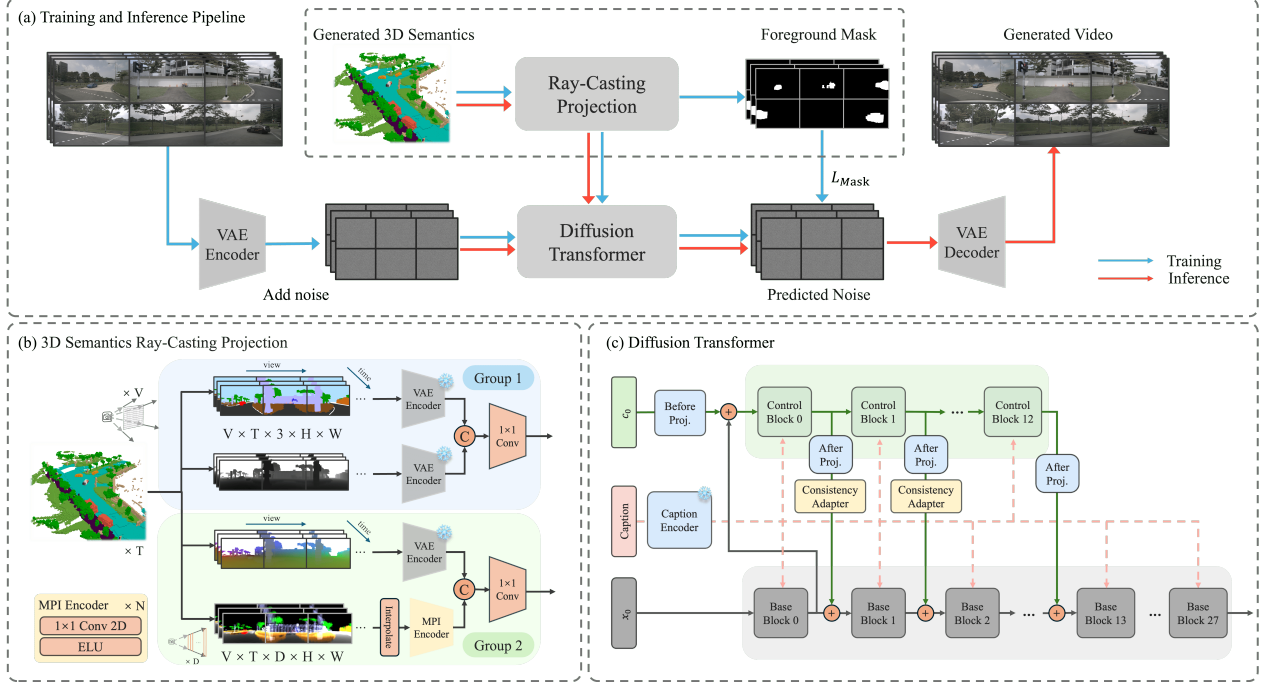 (a) Training and Inference Pipeline
Generated 3D Semantics
Foreground Mask
Generated Video
Ray-Casting
Projection
L_Mask
VAE
Encoder
Diffusion
Transformer
VAE
Decoder
Add noise
Predicted Noise
Training
Inference
(b) 3D Semantics Ray-Casting Projection
× V
view
time
...
VAE
Encoder
Group 1
V × T × 3 × H × W
C
1×1
Conv
...
VAE
Encoder
× T
view
time
...
VAE
Encoder
C
1×1
Conv
MPI Encoder × N
1×1 Conv 2D
ELU
× D
...
Interpolate
MPI
Encoder
V × T × D × H × W
Group 2
(c) Diffusion Transformer
c₀
Before
Proj.
+
Control
Block 0
Control
Block 1
...
Control
Block 12
After
Proj.
After
Proj.
After
Proj.
Consistency
Adapter
Consistency
Adapter
Caption
Caption
Encoder
x₀
Base
Block 0
+
Base
Block 1
+
Base
Block 2
...
+
Base
Block 13
...
Base
Block 27